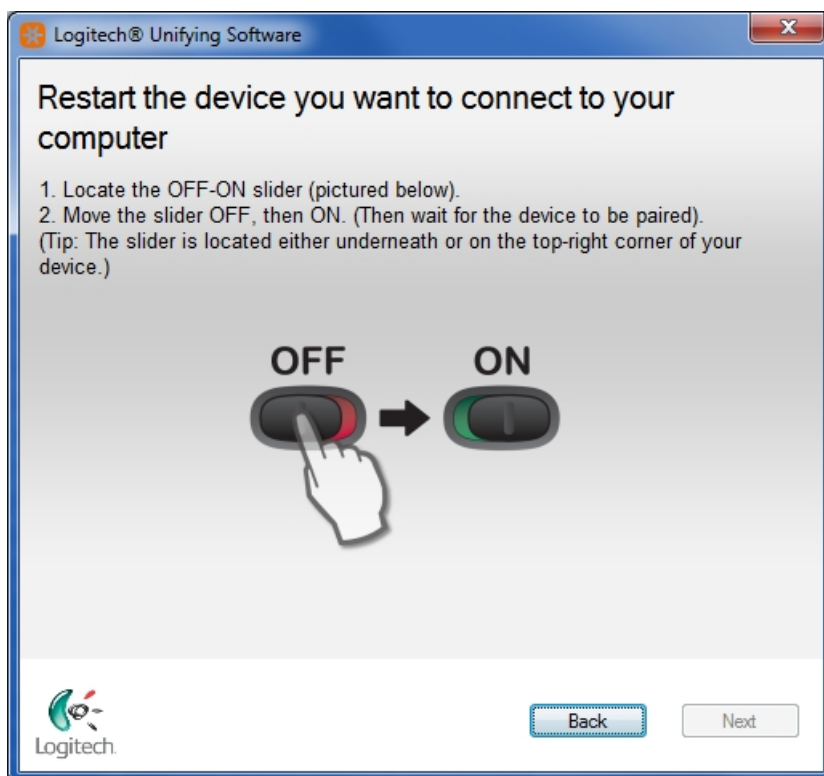 Logitech® Unifying Software
Restart the device you want to connect to your
computer
1. Locate the OFF-ON slider (pictured below).
2. Move the slider OFF, then ON. (Then wait for the device to be paired).
(Tip: The slider is located either underneath or on the top-right corner of your
device.)
OFF ON
Logitech.
Back Next